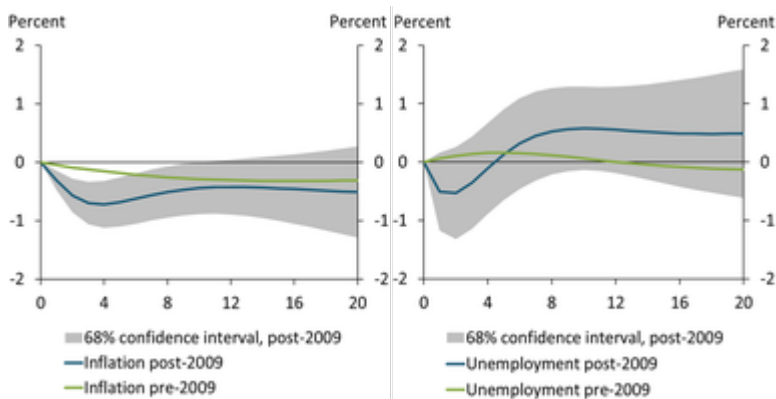 Percent Percent Percent Percent
2 2 2 2
1 1 1 1
0 0 0 0
-1 -1 -1 -1
-2 -2 -2 -2
0 4 8 12 16 20 0 4 8 12 16 20
68% confidence interval, post-2009 68% confidence interval, post-2009
Inflation post-2009 Unemployment post-2009
Inflation pre-2009 Unemployment pre-2009